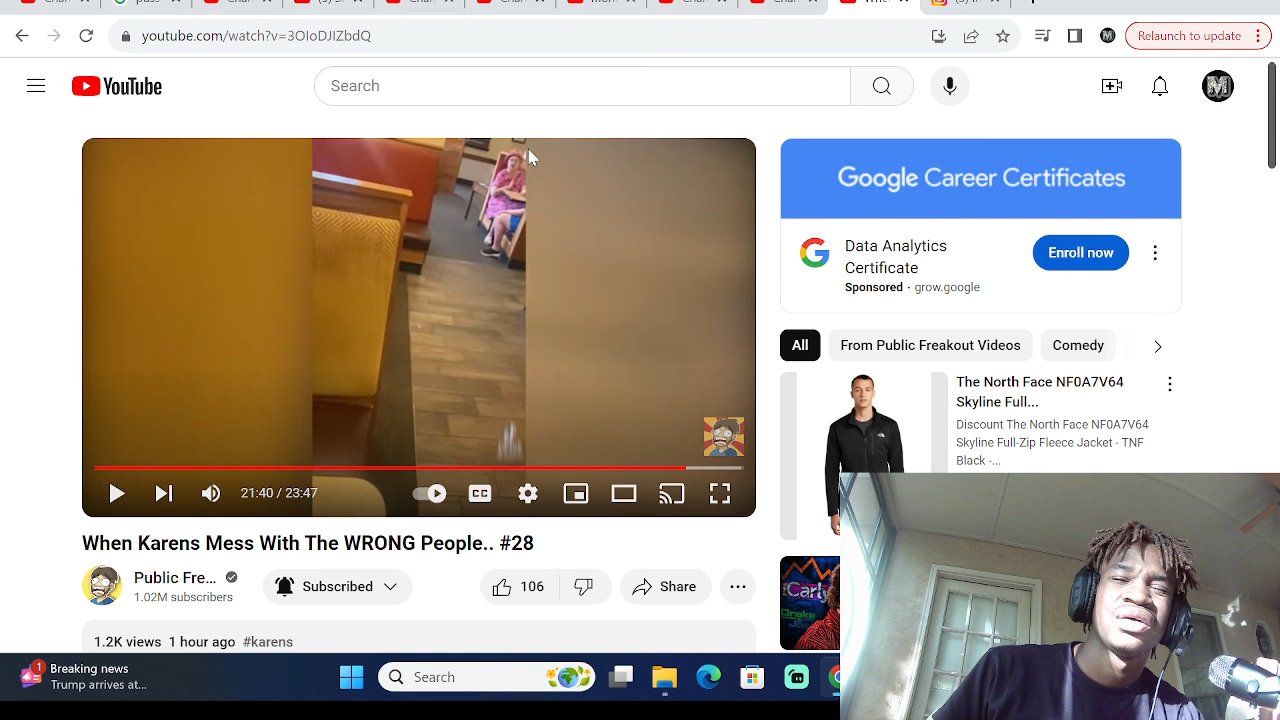 youtube.com/watch?v=3OIoDJIZbdQ
Relaunch to update
YouTube
Search
Google Career Certificates
Data Analytics
Certificate
Enroll now
Sponsored · grow.google
All
From Public Freakout Videos
Comedy
The North Face NF0A7V64
Skyline Full...
Discount The North Face NF0A7V64
Skyline Full-Zip Fleece Jacket - TNF
Black -...
21:40 / 23:47
CC
When Karens Mess With The WRONG People.. #28
Public Fre...
1.02M subscribers
Subscribed
106
Share
iCarly
Drake
1.2K views 1 hour ago #karens
1
Breaking news
Trump arrives at...
Search